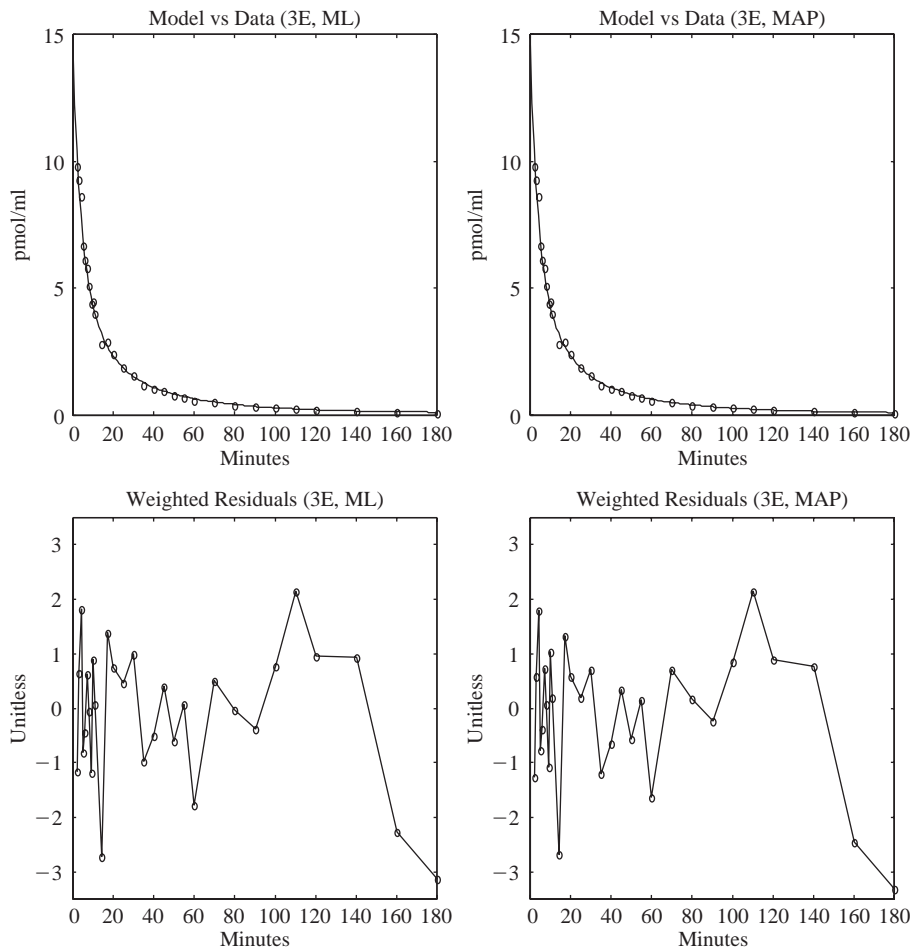 Model vs Data (3E, ML)
15
10
5
0
pmol/ml
0 20 40 60 80 100 120 140 160 180
Minutes
Model vs Data (3E, MAP)
15
10
5
0
pmol/ml
0 20 40 60 80 100 120 140 160 180
Minutes
Weighted Residuals (3E, ML)
3
2
1
0
−1
−2
−3
Unitless
0 20 40 60 80 100 120 140 160 180
Minutes
Weighted Residuals (3E, MAP)
3
2
1
0
−1
−2
−3
Unitless
0 20 40 60 80 100 120 140 160 180
Minutes